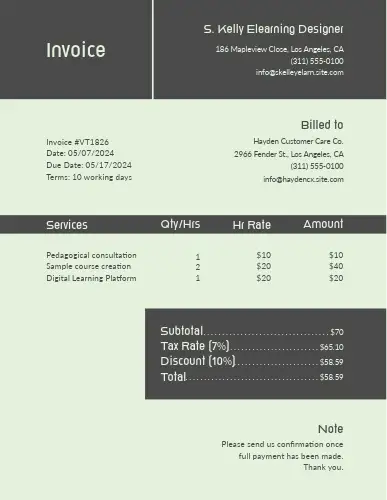 Invoice
S. Kelly Elearning Designer
186 Mapleview Close, Los Angeles, CA
(311) 555-0100
info@skelleyelarn.site.com
Billed to
Invoice #VT1826
Date: 05/07/2024
Due Date: 05/17/2024
Terms: 10 working days
Hayden Customer Care Co.
2966 Fender St., Los Angeles, CA
(311) 555-0100
info@haydencx.site.com
Services Qty/Hrs Hr Rate Amount
Pedagogical consultation 1 $10 $10
Sample course creation 2 $20 $40
Digital Learning Platform 1 $20 $20
Subtotal $70
Tax Rate (7%) $65.10
Discount (10%) $58.59
Total $58.59
Note
Please send us confirmation once
full payment has been made.
Thank you.